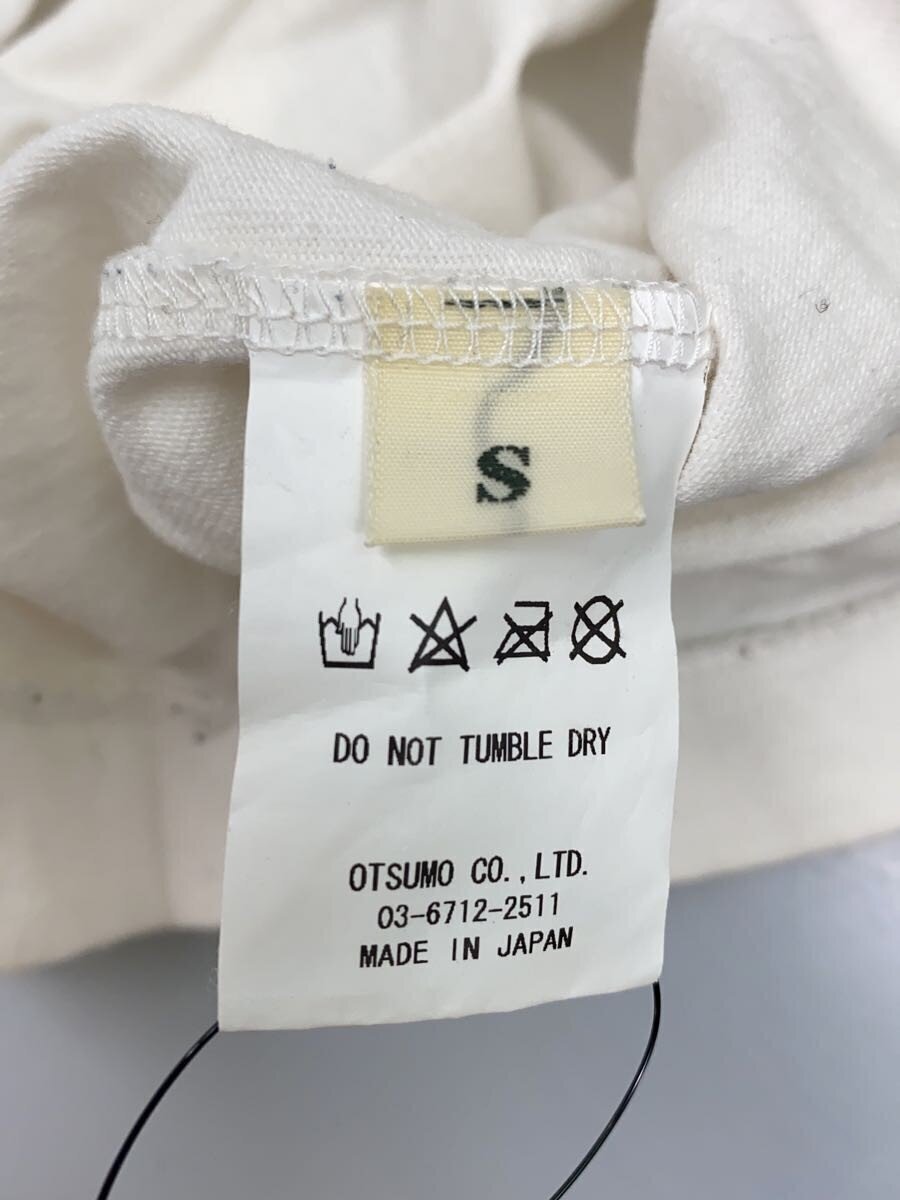 S
DO NOT TUMBLE DRY
OTSUMO CO.,LTD.
03-6712-2511
MADE IN JAPAN